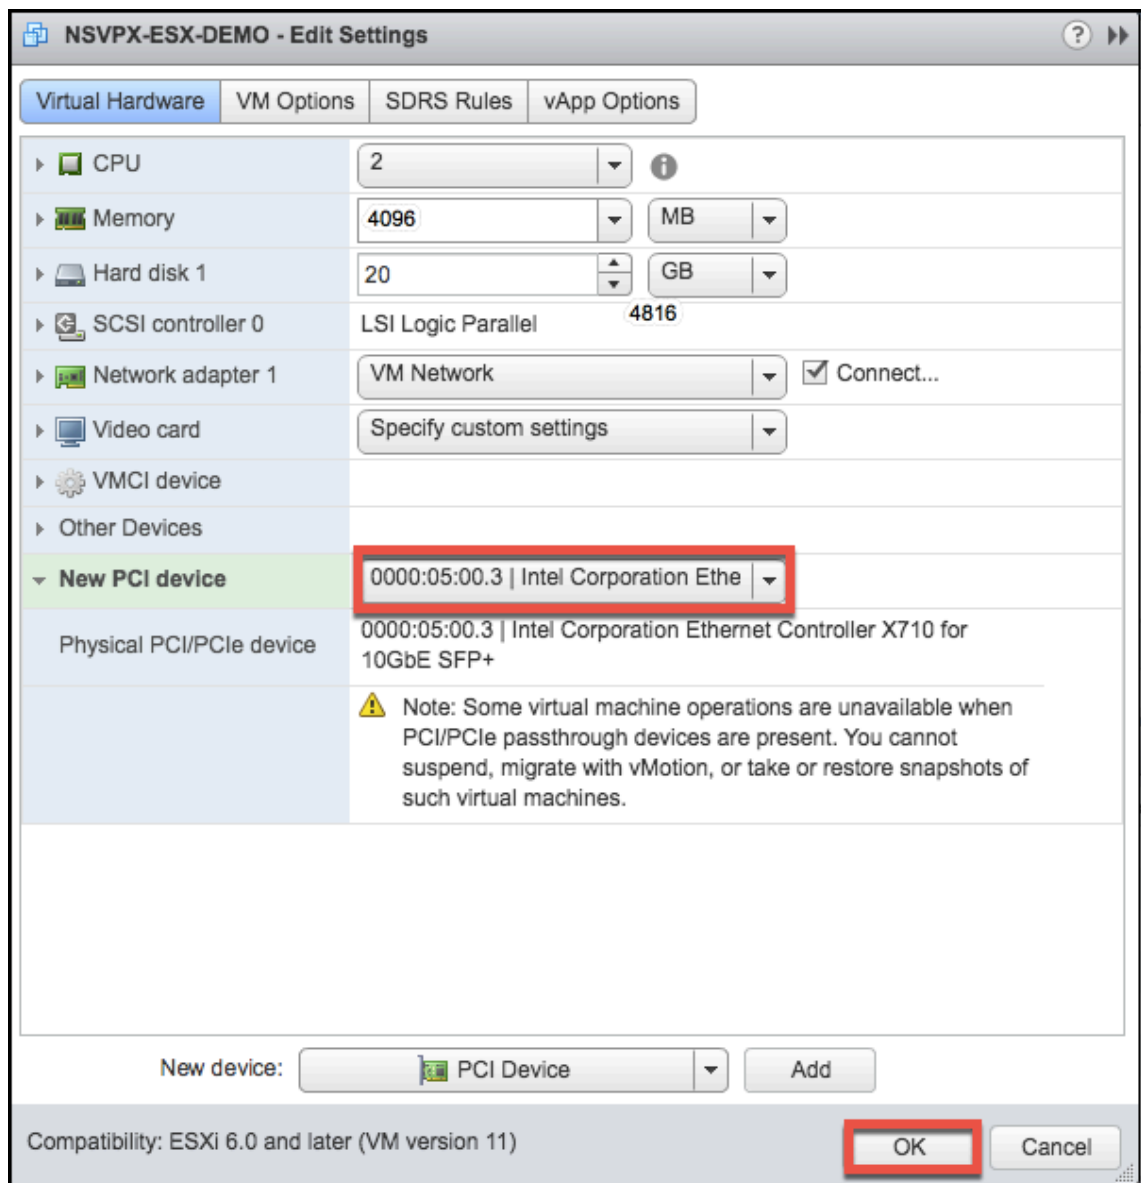 NSVPX-ESX-DEMO - Edit Settings
?
Virtual Hardware
VM Options
SDRS Rules
vApp Options
CPU
2
i
Memory
4096
MB
Hard disk 1
20
GB
4816
SCSI controller 0
LSI Logic Parallel
Network adapter 1
VM Network
Connect...
Video card
Specify custom settings
VMCI device
Other Devices
New PCI device
0000:05:00.3 | Intel Corporation Ethe
Physical PCI/PCIe device
0000:05:00.3 | Intel Corporation Ethernet Controller X710 for
10GbE SFP+
Note: Some virtual machine operations are unavailable when
PCI/PCIe passthrough devices are present. You cannot
suspend, migrate with vMotion, or take or restore snapshots of
such virtual machines.
New device:
PCI Device
Add
Compatibility: ESXi 6.0 and later (VM version 11)
OK
Cancel